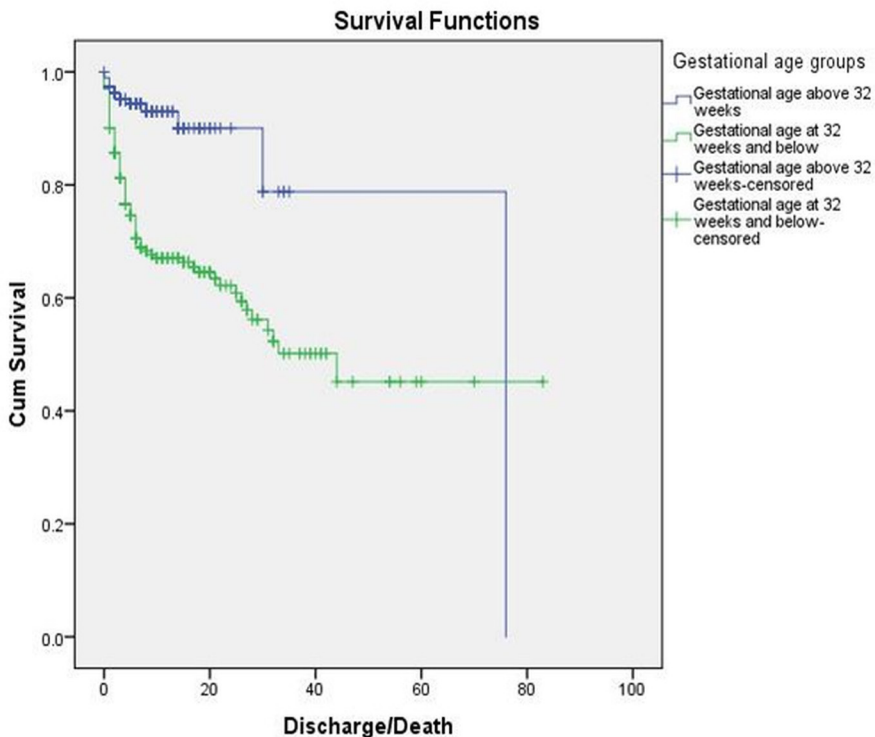 Survival Functions
Gestational age groups
Gestational age above 32
weeks
Gestational age at 32
weeks and below
Gestational age above 32
weeks-censored
Gestational age at 32
weeks and below-
censored
Cum Survival
1.0
0.8
0.6
0.4
0.2
0.0
0 20 40 60 80 100
Discharge/Death